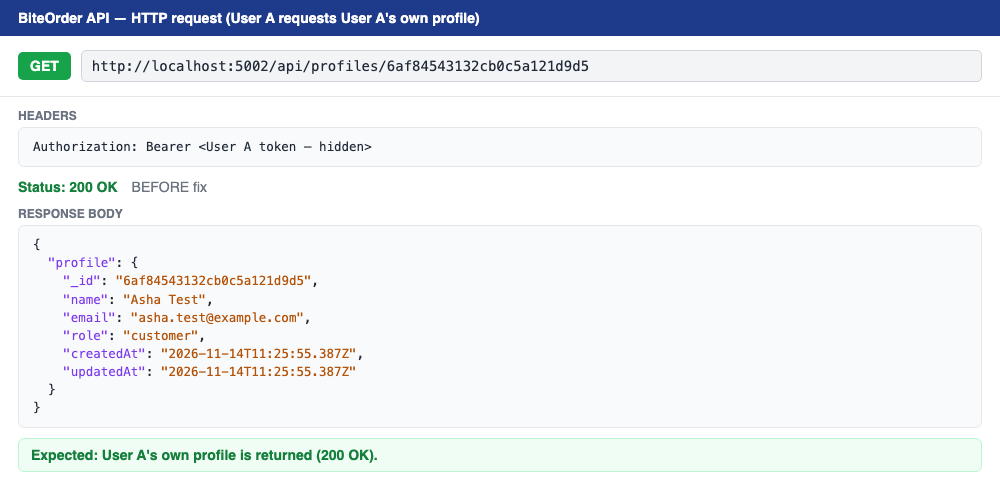 BiteOrder API — HTTP request (User A requests User A's own profile)
GET http://localhost:5002/api/profiles/6af84543132cb0c5a121d9d5
HEADERS
Authorization: Bearer <User A token — hidden>
Status: 200 OK BEFORE fix
RESPONSE BODY
{
  "profile": {
    "_id": "6af84543132cb0c5a121d9d5",
    "name": "Asha Test",
    "email": "asha.test@example.com",
    "role": "customer",
    "createdAt": "2026-11-14T11:25:55.387Z",
    "updatedAt": "2026-11-14T11:25:55.387Z"
  }
}
Expected: User A's own profile is returned (200 OK).